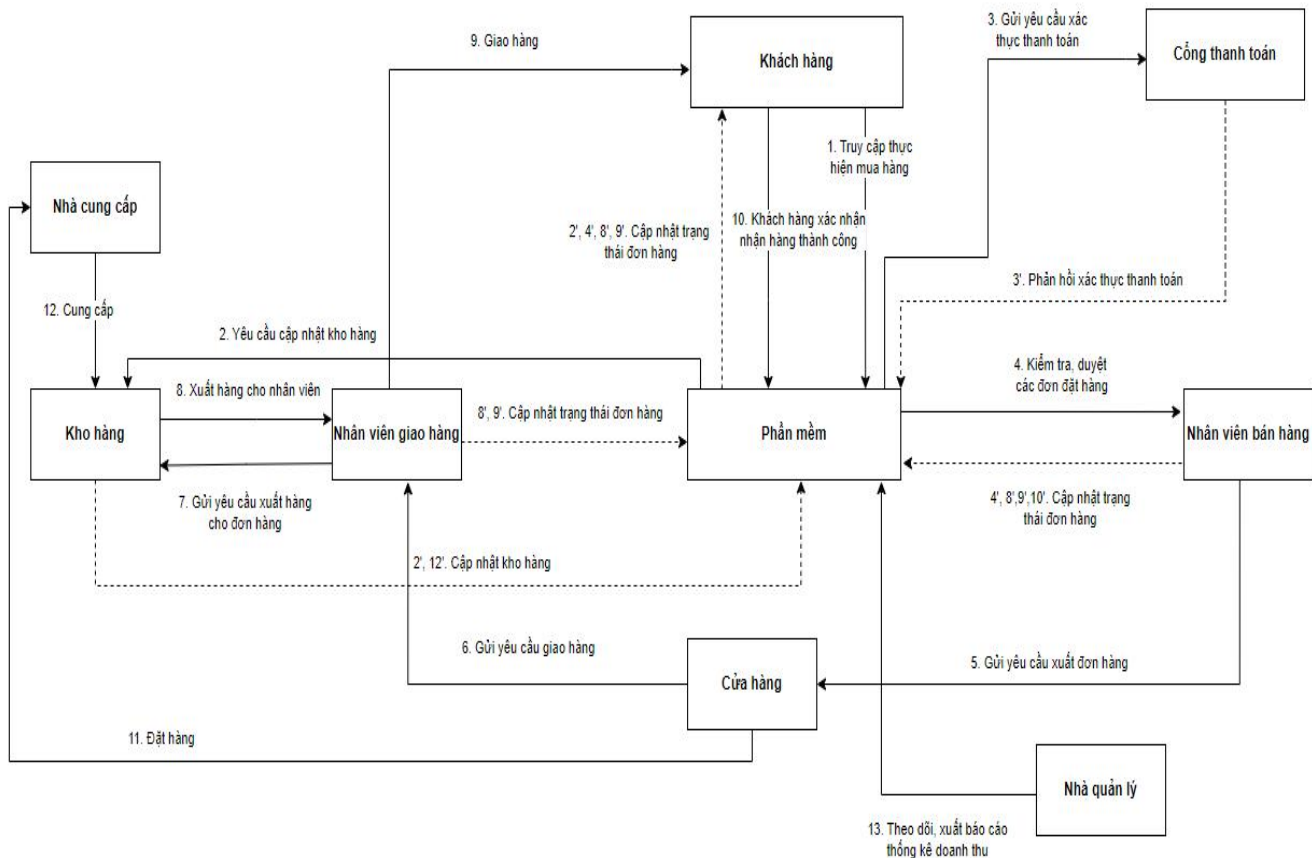 3. Gửi yêu cầu xác
thực thanh toán
9. Giao hàng
Khách hàng
Cổng thanh toán
1. Truy cập thực
hiện mua hàng
Nhà cung cấp
2', 4', 8', 9'. Cập nhật trạng
thái đơn hàng
10. Khách hàng xác nhận
nhận hàng thành công
3'. Phản hồi xác thực thanh toán
12. Cung cấp
2. Yêu cầu cập nhật kho hàng
4. Kiểm tra, duyệt
các đơn đặt hàng
8. Xuất hàng cho nhân viên
8', 9'. Cập nhật trạng thái đơn hàng
Kho hàng
Nhân viên giao hàng
Phần mềm
Nhân viên bán hàng
7. Gửi yêu cầu xuất hàng
cho đơn hàng
4', 8',9',10'. Cập nhật trạng
thái đơn hàng
2', 12'. Cập nhật kho hàng
6. Gửi yêu cầu giao hàng
5. Gửi yêu cầu xuất đơn hàng
Cửa hàng
11. Đặt hàng
Nhà quản lý
13. Theo dõi, xuất báo cáo
thống kê doanh thu